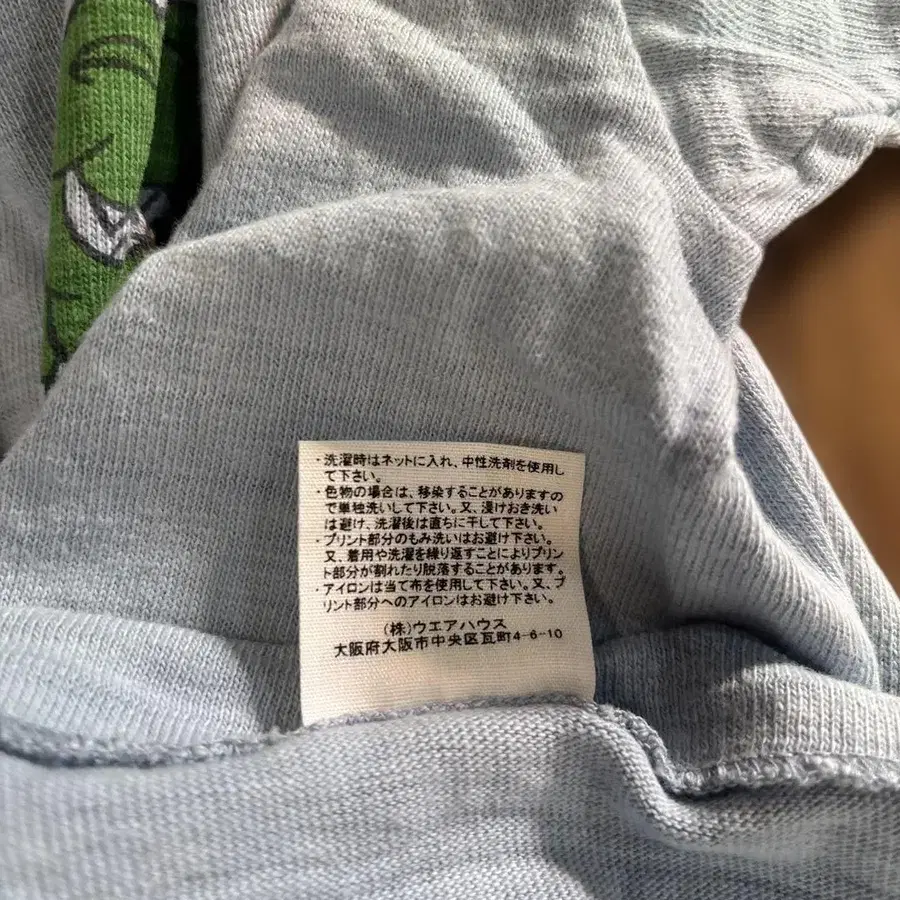 ・洗濯時はネットに入れ、中性洗剤を使用し
て下さい。
・色物の場合は、移染することがありますの
で単独洗いして下さい。又、浸けおき洗い
は避け、洗濯後は直ちに干して下さい。
・プリント部分のもみ洗いはお避け下さい。
又、着用や洗濯を繰り返すことによりプリン
ト部分が割れたり脱落することがあります。
・アイロンは当て布を使用して下さい。又、プ
リント部分へのアイロンはお避け下さい。
(株)ウエアハウス
大阪府大阪市中央区瓦町4-6-10